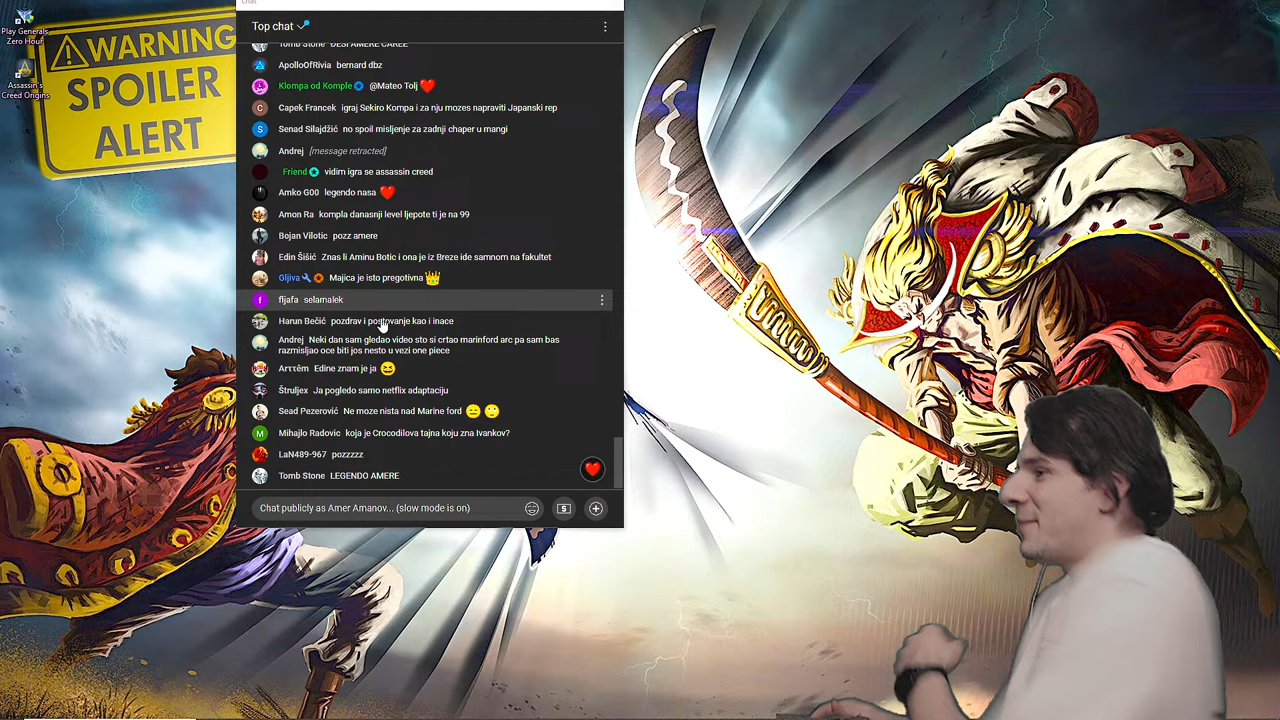 Play Generals
Zero Hour
Assassin's
Creed Origins
WARNING
SPOILER
ALERT
Top chat
Tomb Stone DESI AMERE CAREE
ApolloOfRivia bernard dbz
Klompa od Komple @Mateo Tolj
Capek Francek igraj Sekiro Kompa i za nju mozes napraviti Japanski rep
Senad Silajdžić no spoil misljenje za zadnji chaper u mangi
Andrej [message retracted]
Friend vidim igra se assassin creed
Amko G00 legendo nasa
Amon Ra kompla danasnji level ljepote ti je na 99
Bojan Vilotic pozz amere
Edin Šišić Znas li Aminu Botic i ona je iz Breze ide samnom na fakultet
Gljiva Majica je isto pregotivna
f fljafa selamalek
Harun Bečić pozdrav i postovanje kao i inace
Andrej Neki dan sam gledao video sto si crtao marinford arc pa sam bas
razmisljao oce biti jos nesto u vezi one piece
Arττêm Edine znam je ja
Štruljex Ja pogledo samo netflix adaptaciju
Sead Pezerović Ne moze nista nad Marine ford
M Mihajlo Radovic koja je Crocodilova tajna koju zna Ivankov?
LaN489-967 pozzzzz
Tomb Stone LEGENDO AMERE
Chat publicly as Amer Amanov... (slow mode is on)